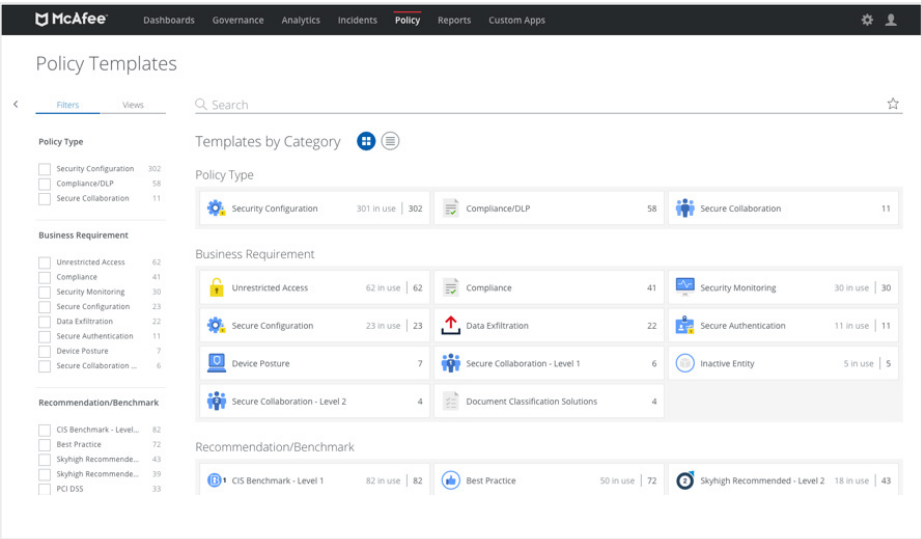 McAfee Dashboards Governance Analytics Incidents Policy Reports Custom Apps
Policy Templates
Filters Views
Search
Policy Type
Security Configuration 302
Compliance/DLP 58
Secure Collaboration 11
Business Requirement
Unrestricted Access 62
Compliance 41
Security Monitoring 30
Secure Configuration 23
Data Exfiltration 22
Secure Authentication 11
Device Posture 7
Secure Collaboration ... 6
Recommendation/Benchmark
CIS Benchmark - Level... 82
Best Practice 72
Skyhigh Recommende... 43
Skyhigh Recommende... 39
PCI DSS 33
Templates by Category
Policy Type
Security Configuration 301 in use | 302
Compliance/DLP 58
Secure Collaboration 11
Business Requirement
Unrestricted Access 62 in use | 62
Compliance 41
Security Monitoring 30 in use | 30
Secure Configuration 23 in use | 23
Data Exfiltration 22
Secure Authentication 11 in use | 11
Device Posture 7
Secure Collaboration - Level 1 6
Inactive Entity 5 in use | 5
Secure Collaboration - Level 2 4
Document Classification Solutions 4
Recommendation/Benchmark
1 CIS Benchmark - Level 1 82 in use | 82
Best Practice 50 in use | 72
2 Skyhigh Recommended - Level 2 18 in use | 43